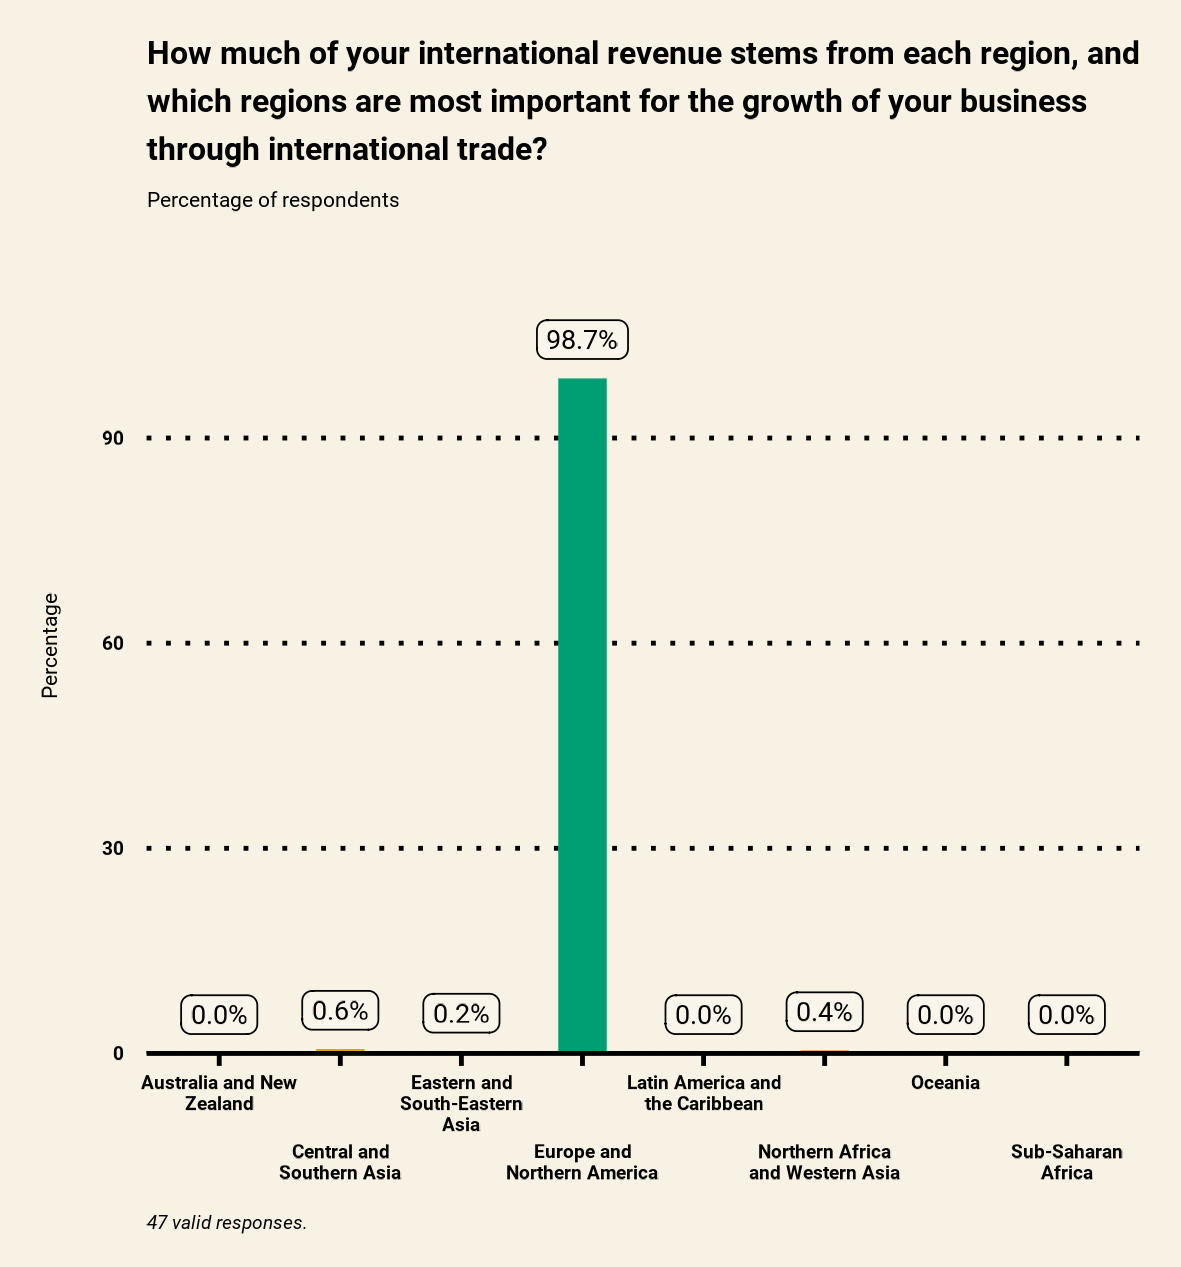 How much of your international revenue stems from each region, and
which regions are most important for the growth of your business
through international trade?
Percentage of respondents
98.7%
90
60
Percentage
30
0.0%
0.6%
0.2%
0.0%
0.4%
0.0%
0.0%
0
Australia and New
Zealand
Central and
Southern Asia
Eastern and
South-Eastern
Asia
Europe and
Northern America
Latin America and
the Caribbean
Northern Africa
and Western Asia
Oceania
Sub-Saharan
Africa
47 valid responses.